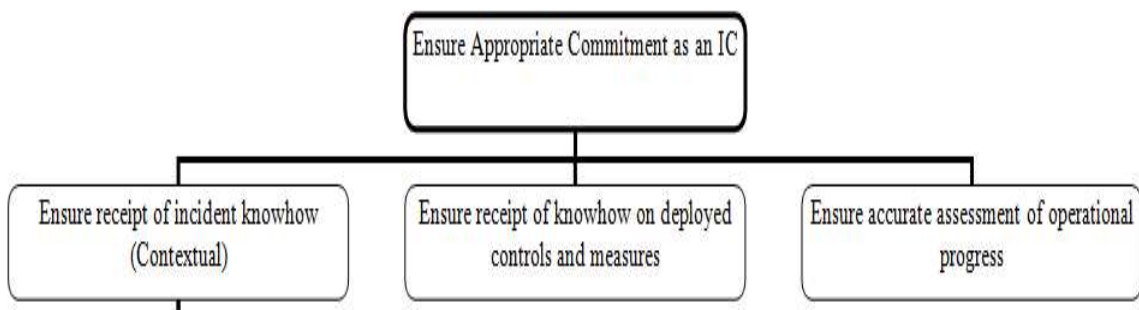 Ensure Appropriate Commitment as an IC
Ensure receipt of incident knowhow
(Contextual)
Ensure receipt of knowhow on deployed
controls and measures
Ensure accurate assessment of operational
progress